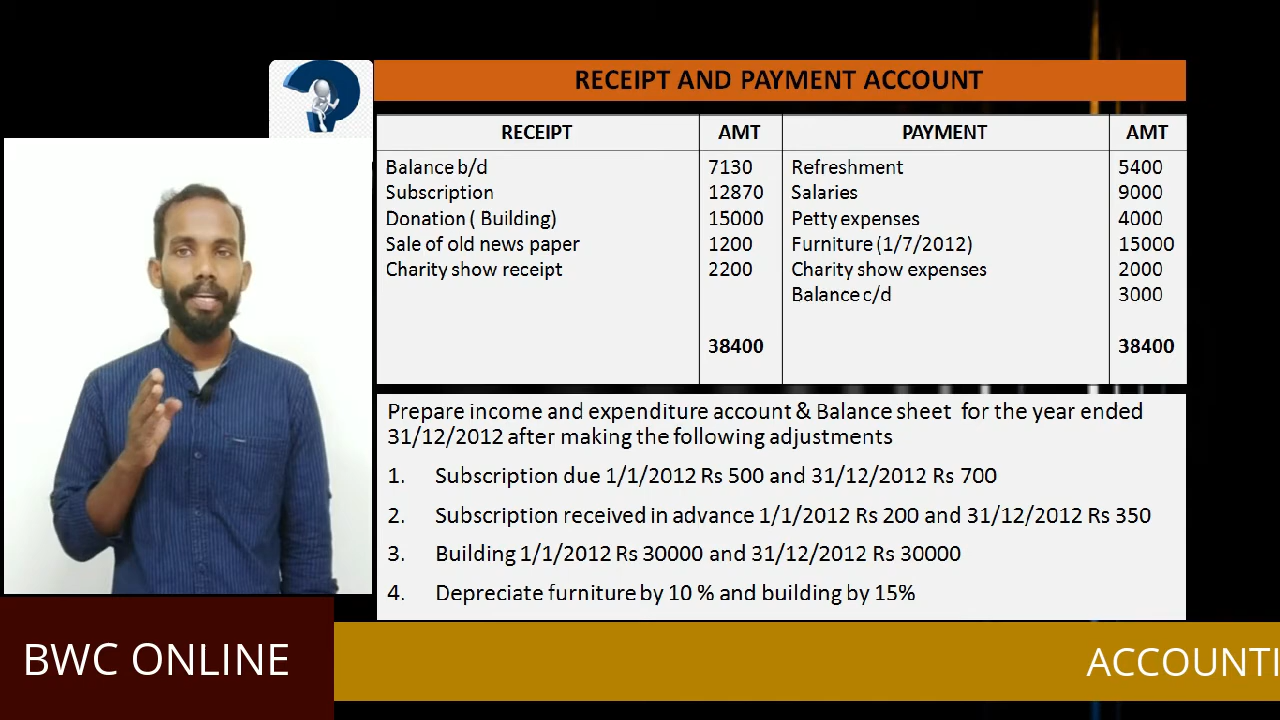 RECEIPT AND PAYMENT ACCOUNT
RECEIPT AMT PAYMENT AMT
Balance b/d 7130 Refreshment 5400
Subscription 12870 Salaries 9000
Donation ( Building) 15000 Petty expenses 4000
Sale of old news paper 1200 Furniture (1/7/2012) 15000
Charity show receipt 2200 Charity show expenses 2000
Balance c/d 3000
38400 38400
Prepare income and expenditure account & Balance sheet for the year ended
31/12/2012 after making the following adjustments
1. Subscription due 1/1/2012 Rs 500 and 31/12/2012 Rs 700
2. Subscription received in advance 1/1/2012 Rs 200 and 31/12/2012 Rs 350
3. Building 1/1/2012 Rs 30000 and 31/12/2012 Rs 30000
4. Depreciate furniture by 10 % and building by 15%
BWC ONLINE
ACCOUNTI